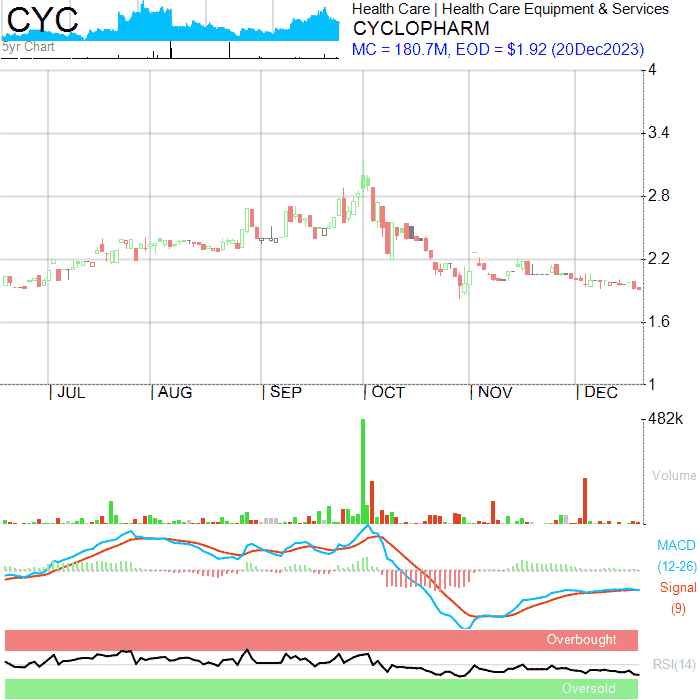 CYC
5yr Chart
Health Care | Health Care Equipment & Services
CYCLOPHARM
MC = 180.7M, EOD = $1.92 (20Dec2023)
4
3.4
2.8
2.2
1.6
1
| JUL | AUG | SEP | OCT | NOV | DEC
482k
Volume
MACD
(12-26)
Signal
(9)
Overbought
RSI(14)
Oversold